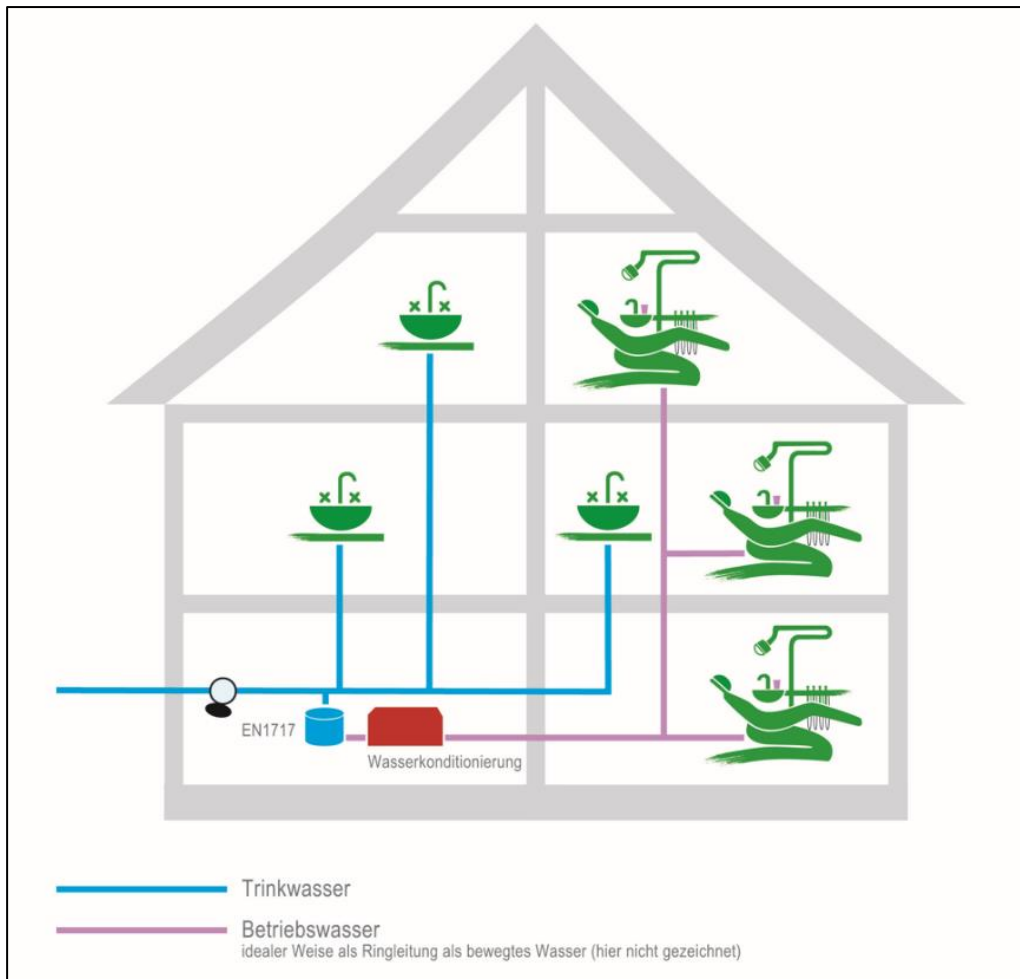 EN1717
Wasserkonditionierung
Trinkwasser
Betriebswasser
idealer Weise als Ringleitung als bewegtes Wasser (hier nicht gezeichnet)